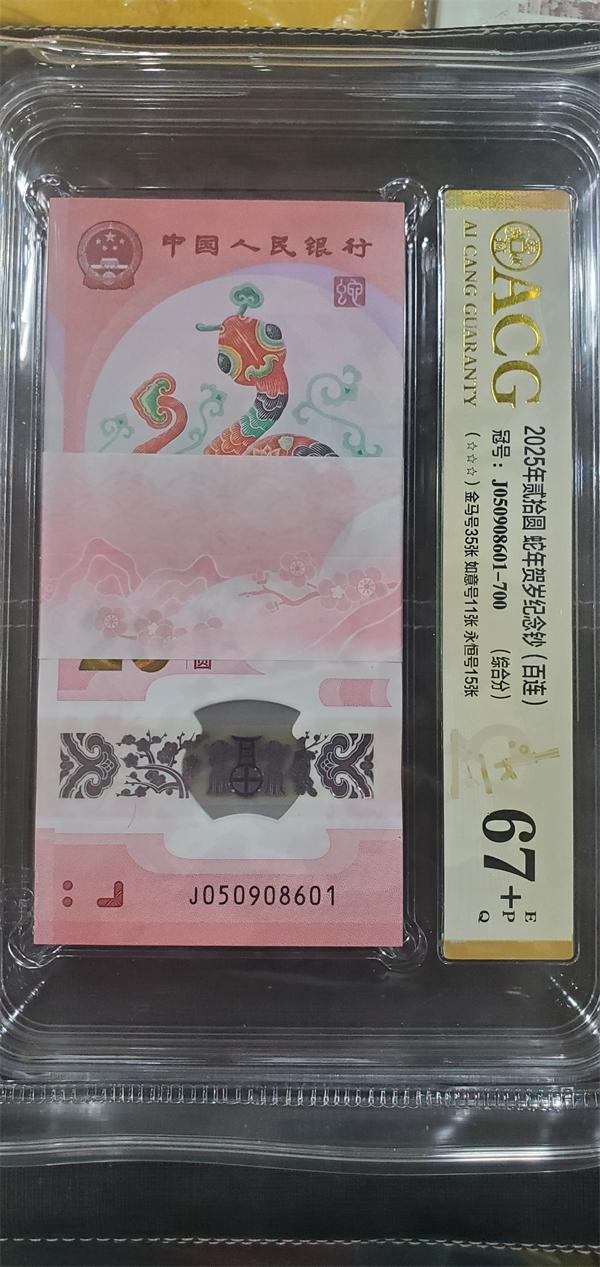 中国人民银行
蛇
圆
J050908601
ACG
AI CANG GUARANTY
2025年贰拾圆 蛇年贺岁纪念钞（百连）
冠号：J050908601-700 （综合分）
（☆☆☆）金马号35张 如意号11张 永恒号15张
67+
E
P
Q